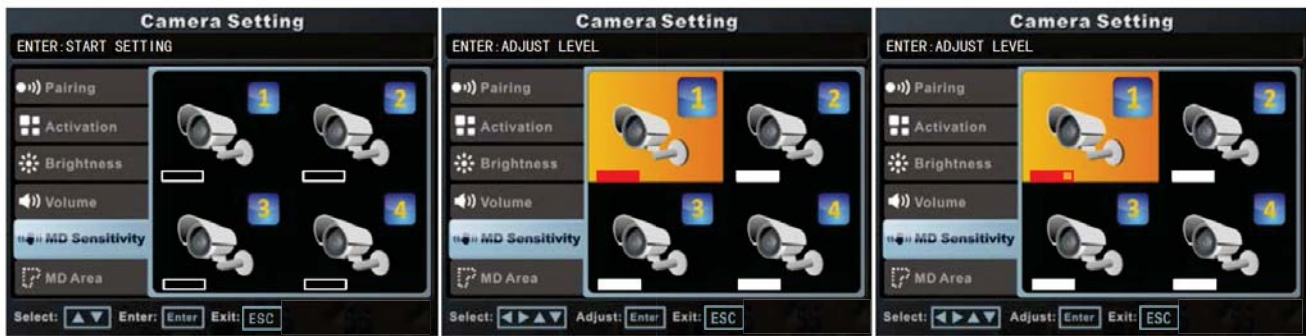 Camera Setting
ENTER:START SETTING
Pairing
Activation
Brightness
Volume
MD Sensitivity
MD Area
1
2
3
4
Select: ▲ ▼ Enter: Enter Exit: ESC
Camera Setting
ENTER:ADJUST LEVEL
Pairing
Activation
Brightness
Volume
MD Sensitivity
MD Area
1
2
3
4
Select: ◀ ▶ ▲ ▼ Adjust: Enter Exit: ESC
Camera Setting
ENTER:ADJUST LEVEL
Pairing
Activation
Brightness
Volume
MD Sensitivity
MD Area
1
2
3
4
Select: ◀ ▶ ▲ ▼ Adjust: Enter Exit: ESC